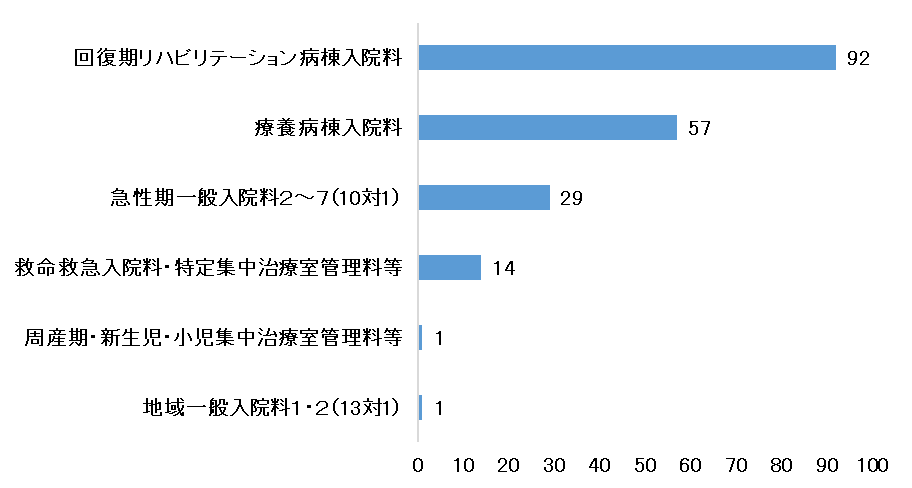 回復期リハビリテーション病棟入院料 92
療養病棟入院料 57
急性期一般入院料2～7(10対1) 29
救命救急入院料・特定集中治療室管理料等 14
周産期・新生児・小児集中治療室管理料等 1
地域一般入院料1・2(13対1) 1
0 10 20 30 40 50 60 70 80 90 100